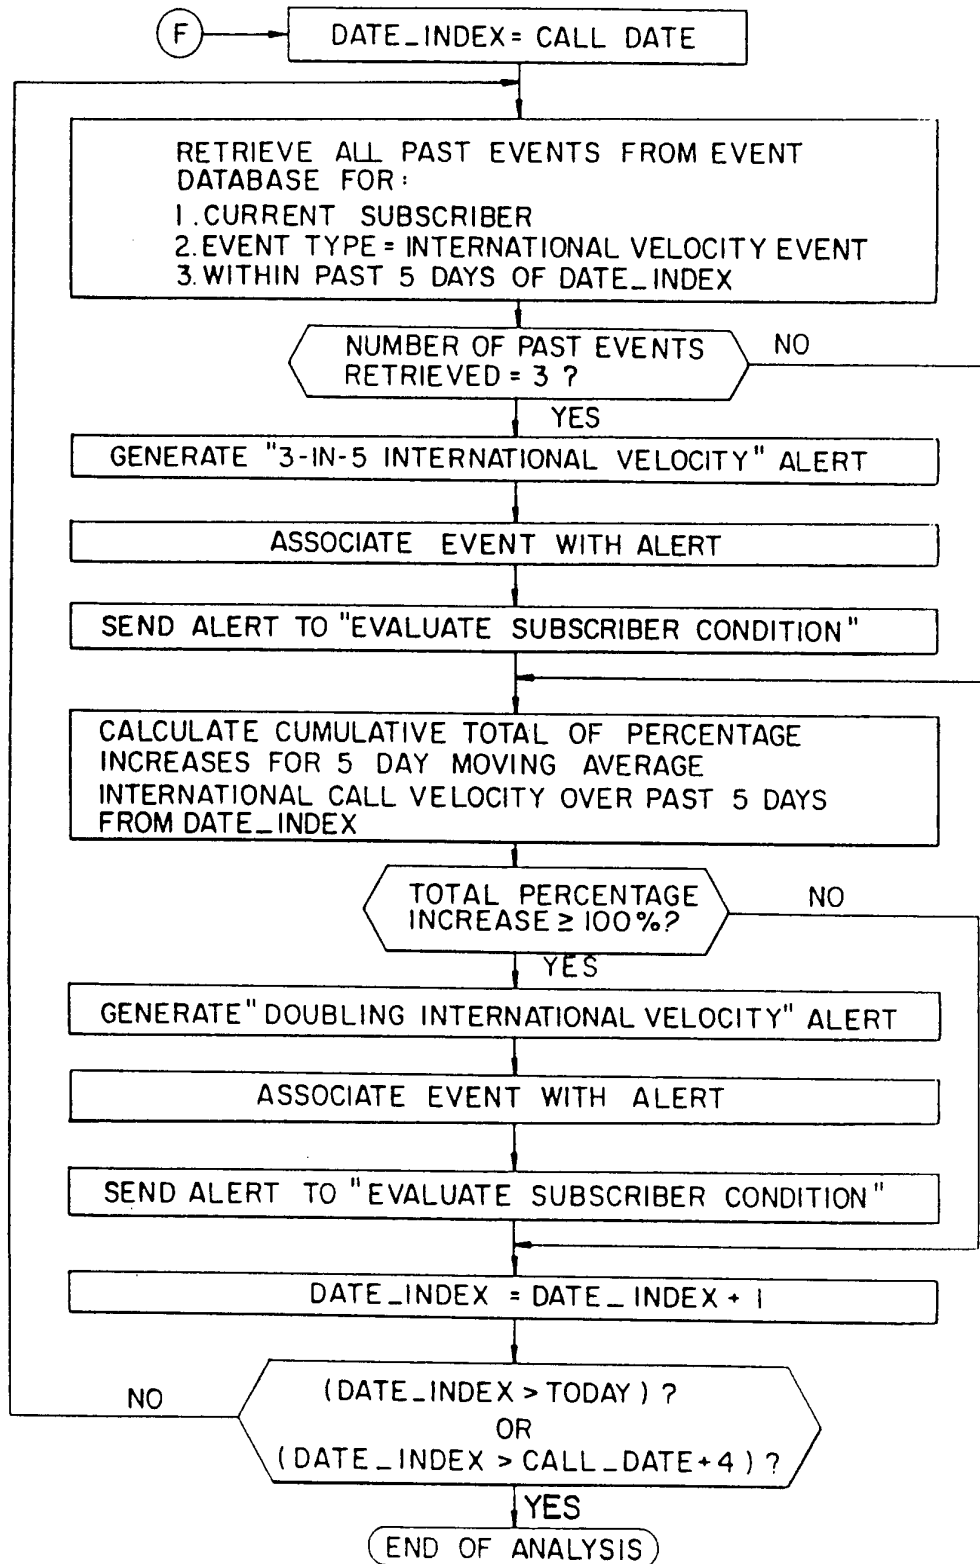 F
DATE_INDEX = CALL DATE
RETRIEVE ALL PAST EVENTS FROM EVENT
DATABASE FOR:
1. CURRENT SUBSCRIBER
2. EVENT TYPE = INTERNATIONAL VELOCITY EVENT
3. WITHIN PAST 5 DAYS OF DATE_INDEX
NUMBER OF PAST EVENTS
RETRIEVED = 3 ?
NO
YES
GENERATE "3-IN-5 INTERNATIONAL VELOCITY" ALERT
ASSOCIATE EVENT WITH ALERT
SEND ALERT TO "EVALUATE SUBSCRIBER CONDITION"
CALCULATE CUMULATIVE TOTAL OF PERCENTAGE
INCREASES FOR 5 DAY MOVING AVERAGE
INTERNATIONAL CALL VELOCITY OVER PAST 5 DAYS
FROM DATE_INDEX
TOTAL PERCENTAGE
INCREASE ≥ 100%?
NO
YES
GENERATE "DOUBLING INTERNATIONAL VELOCITY" ALERT
ASSOCIATE EVENT WITH ALERT
SEND ALERT TO "EVALUATE SUBSCRIBER CONDITION"
DATE_INDEX = DATE_INDEX + 1
NO
(DATE_INDEX > TODAY) ?
OR
(DATE_INDEX > CALL_DATE+4) ?
YES
END OF ANALYSIS